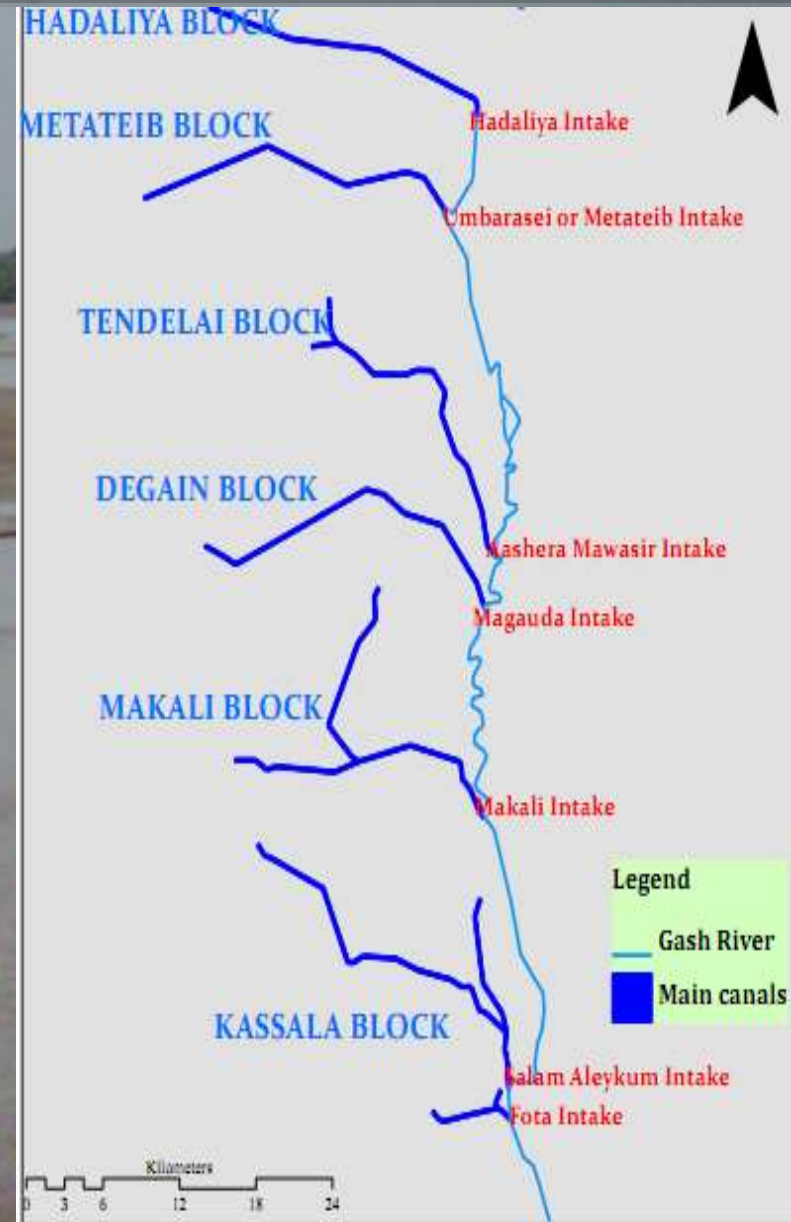 HADALIYA BLOCK
Hadaliya Intake
METATEIB BLOCK
Umbarasei or Metateib Intake
TENDELAI BLOCK
DEGAIN BLOCK
Aashera Mawasir Intake
Magauda Intake
MAKALI BLOCK
Makali Intake
Legend
Gash River
Main canals
KASSALA BLOCK
Salam Aleykum Intake
Fota Intake
Kilometers
0 3 6 12 18 24